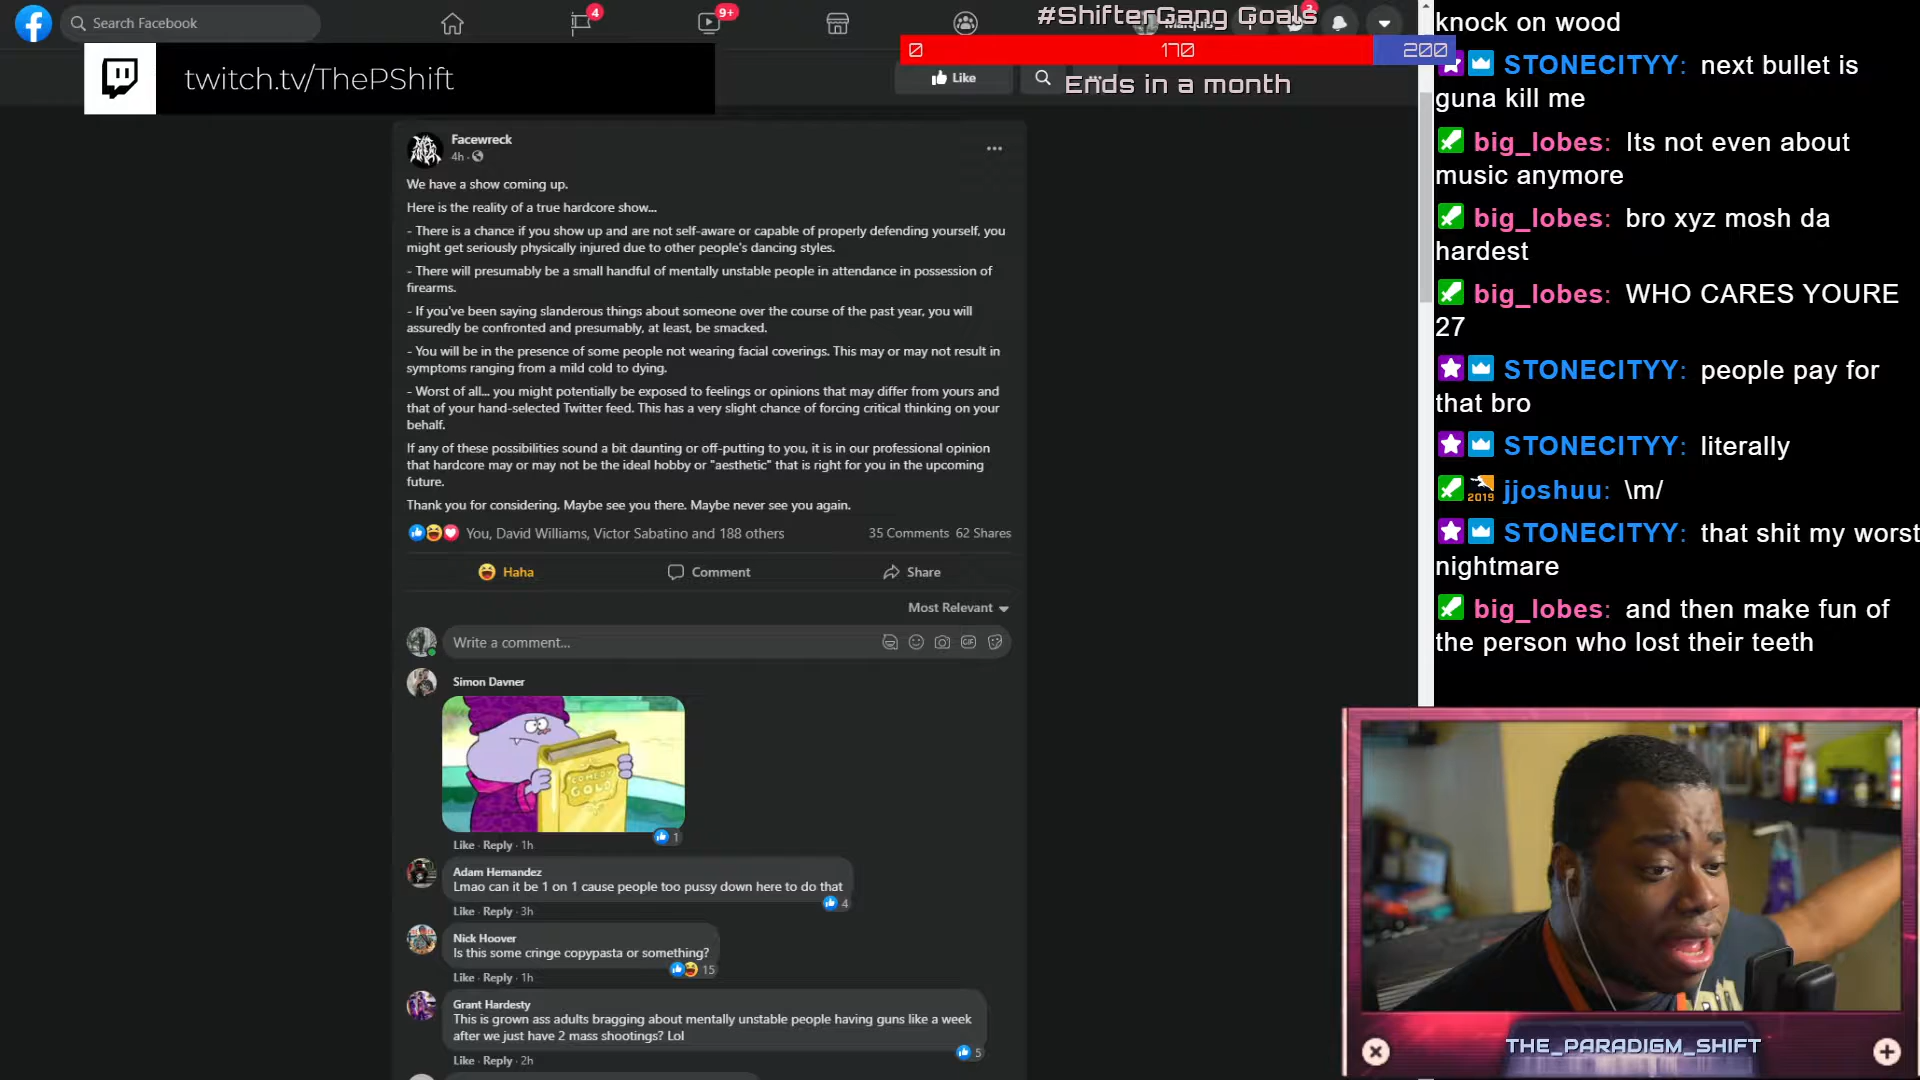 Search Facebook
4
9+
#ShifterGang Goals
0
170
200
Ends in a month
twitch.tv/ThePShift
Like
Facewreck
4h
We have a show coming up.
Here is the reality of a true hardcore show...
- There is a chance if you show up and are not self-aware or capable of properly defending yourself, you
might get seriously physically injured due to other people's dancing styles.
- There will presumably be a small handful of mentally unstable people in attendance in possession of
firearms.
- If you've been saying slanderous things about someone over the course of the past year, you will
assuredly be confronted and presumably, at least, be smacked.
- You will be in the presence of some people not wearing facial coverings. This may or may not result in
symptoms ranging from a mild cold to dying.
- Worst of all... you might potentially be exposed to feelings or opinions that may differ from yours and
that of your hand-selected Twitter feed. This has a very slight chance of forcing critical thinking on your
behalf.
If any of these possibilities sound a bit daunting or off-putting to you, it is in our professional opinion
that hardcore may or may not be the ideal hobby or "aesthetic" that is right for you in the upcoming
future.
Thank you for considering. Maybe see you there. Maybe never see you again.
You, David Williams, Victor Sabatino and 188 others
35 Comments 62 Shares
Haha
Comment
Share
Most Relevant
Write a comment...
GIF
Simon Davner
COMEDY
GOLD
1
Like · Reply · 1h
Adam Hernandez
Lmao can it be 1 on 1 cause people too pussy down here to do that
4
Like · Reply · 3h
Nick Hoover
Is this some cringe copypasta or something?
15
Like · Reply · 1h
Grant Hardesty
This is grown ass adults bragging about mentally unstable people having guns like a week
after we just have 2 mass shootings? Lol
5
Like · Reply · 2h
knock on wood
STONECITYY: next bullet is
guna kill me
big_lobes: Its not even about
music anymore
big_lobes: bro xyz mosh da
hardest
big_lobes: WHO CARES YOURE
27
STONECITYY: people pay for
that bro
STONECITYY: literally
2019 jjoshuu: \m/
STONECITYY: that shit my worst
nightmare
big_lobes: and then make fun of
the person who lost their teeth
THE_PARADIGM_SHIFT